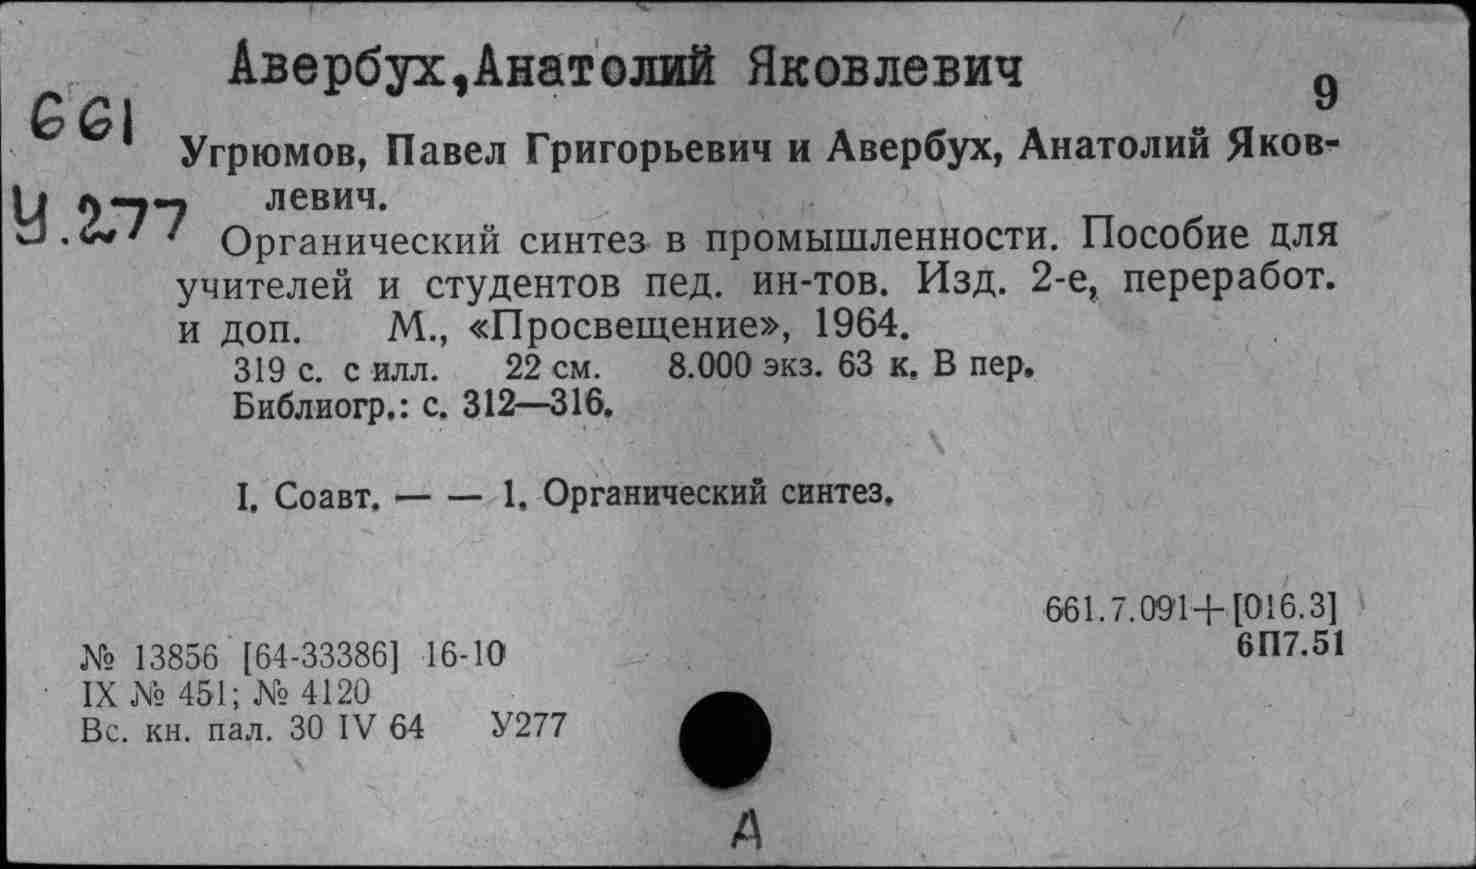 Авербух,Анатолий Яковлевич
9
661
Угрюмов, Павел Григорьевич и Авербух, Анатолий Яков-
левич.
У.277
Органический синтез в промышленности. Пособие для
учителей и студентов пед. ин-тов. Изд. 2-е, переработ.
и доп. М., «Просвещение», 1964.
319 с. с илл. 22 см. 8.000 экз. 63 к. В пер.
Библиогр.: с. 312—316.
I. Соавт. — — 1. Органический синтез.
661.7.091+[016.3]
6П7.51
№ 13856 [64-33386] 16-10
IX № 451; № 4120
Вс. кн. пал. 30 IV 64 У277
А